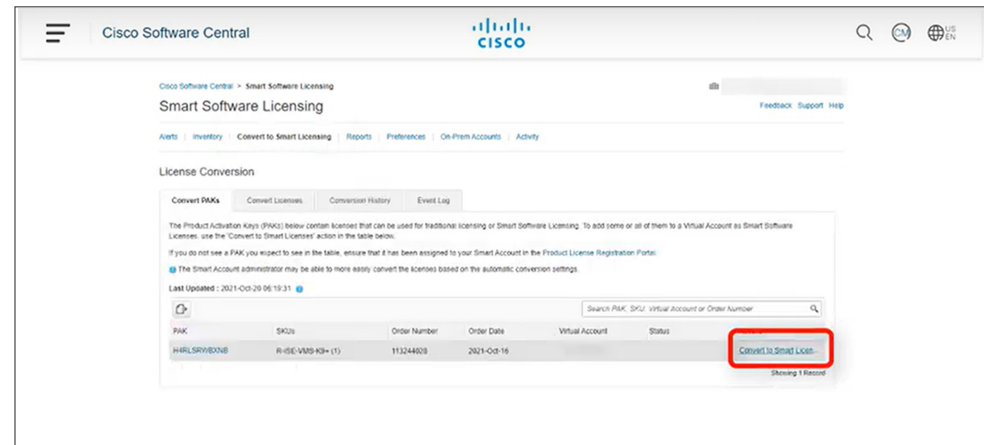 Cisco Software Central
CISCO
CM
US
EN
Cisco Software Central > Smart Software Licensing
Smart Software Licensing
Feedback Support Help
Alerts | Inventory | Convert to Smart Licensing | Reports | Preferences | On-Prem Accounts | Activity
License Conversion
Convert PAKs Convert Licenses Conversion History Event Log
The Product Activation Keys (PAKs) below contain licenses that can be used for traditional licensing or Smart Software Licensing. To add some or all of them to a Virtual Account as Smart Software
Licenses, use the 'Convert to Smart Licenses' action in the table below.
If you do not see a PAK you expect to see in the table, ensure that it has been assigned to your Smart Account in the Product License Registration Portal.
The Smart Account administrator may be able to more easily convert the licenses based on the automatic conversion settings.
Last Updated : 2021-Oct-20 06:19:31
Search PAK, SKU, Virtual Account or Order Number
PAK SKUs Order Number Order Date Virtual Account Status
R-ISE-VMS-K9= (1) 113244028 2021-Oct-16 Convert to Smart Licen...
Showing 1 Record